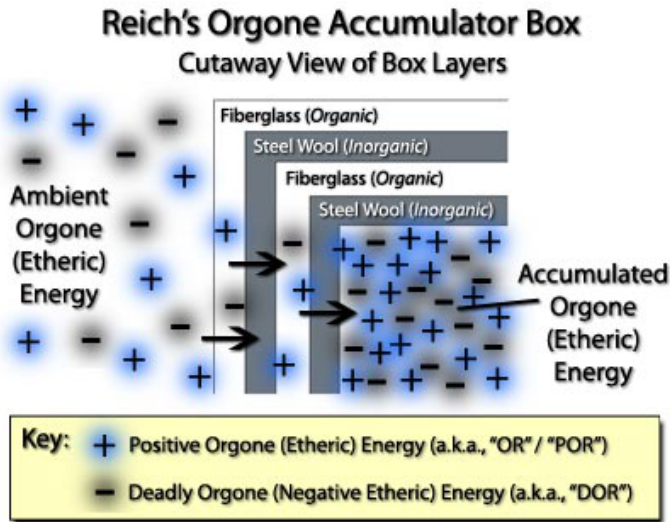 Reich's Orgone Accumulator Box
Cutaway View of Box Layers
Fiberglass (Organic)
Steel Wool (Inorganic)
Fiberglass (Organic)
Steel Wool (Inorganic)
Ambient
Orgone
(Etheric)
Energy
Accumulated
Orgone
(Etheric)
Energy
Key:
+ Positive Orgone (Etheric) Energy (a.k.a., "OR" / "POR")
- Deadly Orgone (Negative Etheric) Energy (a.k.a., "DOR")